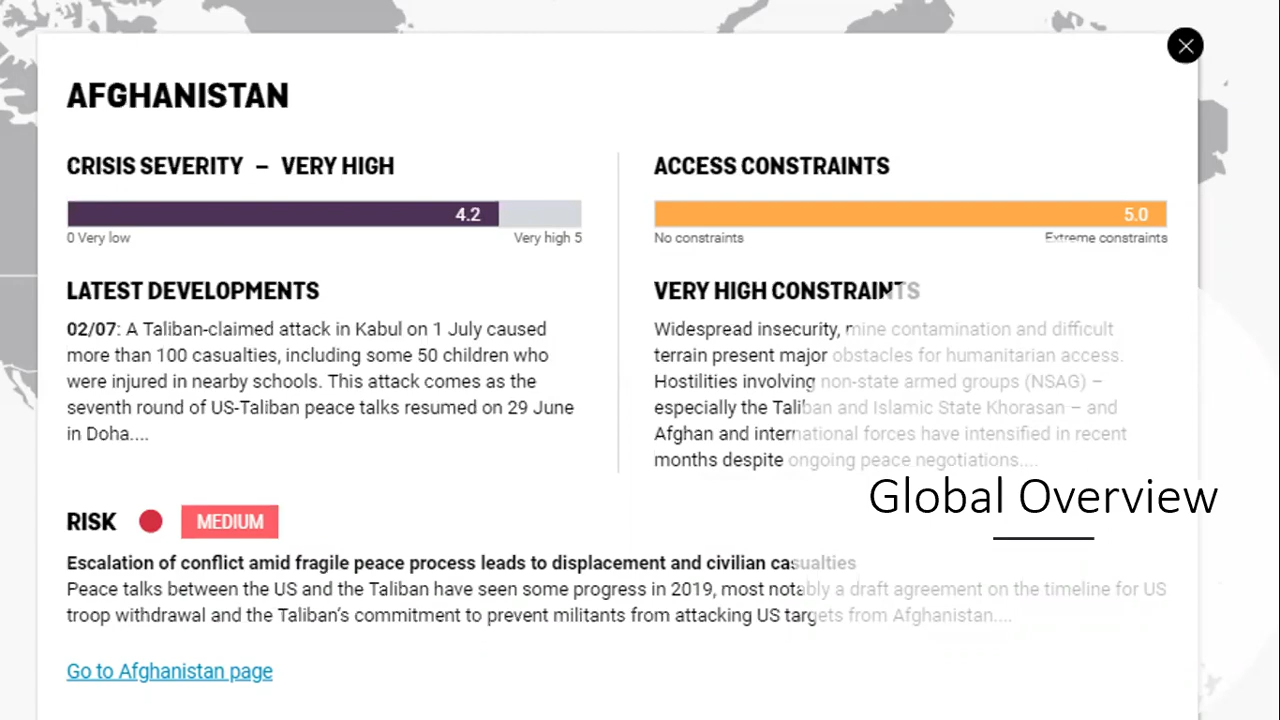 AFGHANISTAN
CRISIS SEVERITY – VERY HIGH
4.2
0 Very low
Very high 5
LATEST DEVELOPMENTS
02/07: A Taliban-claimed attack in Kabul on 1 July caused
more than 100 casualties, including some 50 children who
were injured in nearby schools. This attack comes as the
seventh round of US-Taliban peace talks resumed on 29 June
in Doha....
ACCESS CONSTRAINTS
5.0
No constraints
Extreme constraints
VERY HIGH CONSTRAINTS
Widespread insecurity, mine contamination and difficult
terrain present major obstacles for humanitarian access.
Hostilities involving non-state armed groups (NSAG) –
especially the Taliban and Islamic State Khorasan – and
Afghan and international forces have intensified in recent
months despite ongoing peace negotiations....
Global Overview
RISK MEDIUM
Escalation of conflict amid fragile peace process leads to displacement and civilian casualties
Peace talks between the US and the Taliban have seen some progress in 2019, most notably a draft agreement on the timeline for US
troop withdrawal and the Taliban's commitment to prevent militants from attacking US targets from Afghanistan....
Go to Afghanistan page